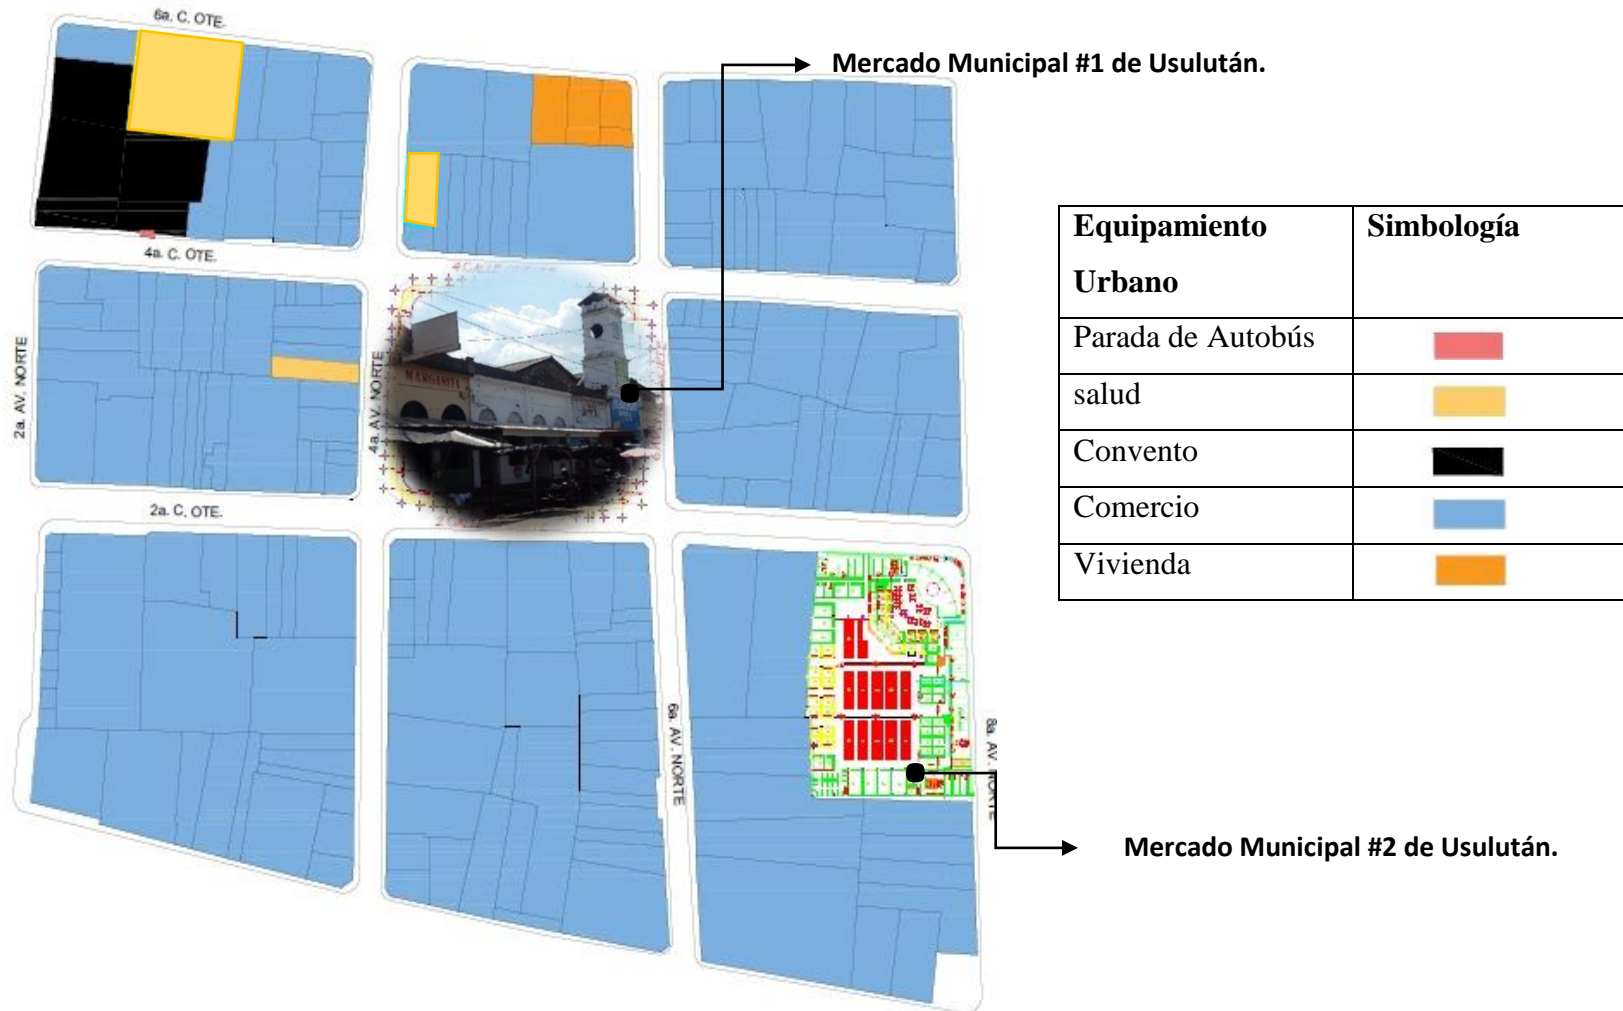 6a. C. OTE.
Mercado Municipal #1 de Usulután.
4a. C. OTE.
2a. AV. NORTE
4a. AV. NORTE
MARGARITA
2a. C. OTE.
6a. AV. NORTE
8a. AV. NORTE
Mercado Municipal #2 de Usulután.
Equipamiento Urbano
Simbología
Parada de Autobús
salud
Convento
Comercio
Vivienda